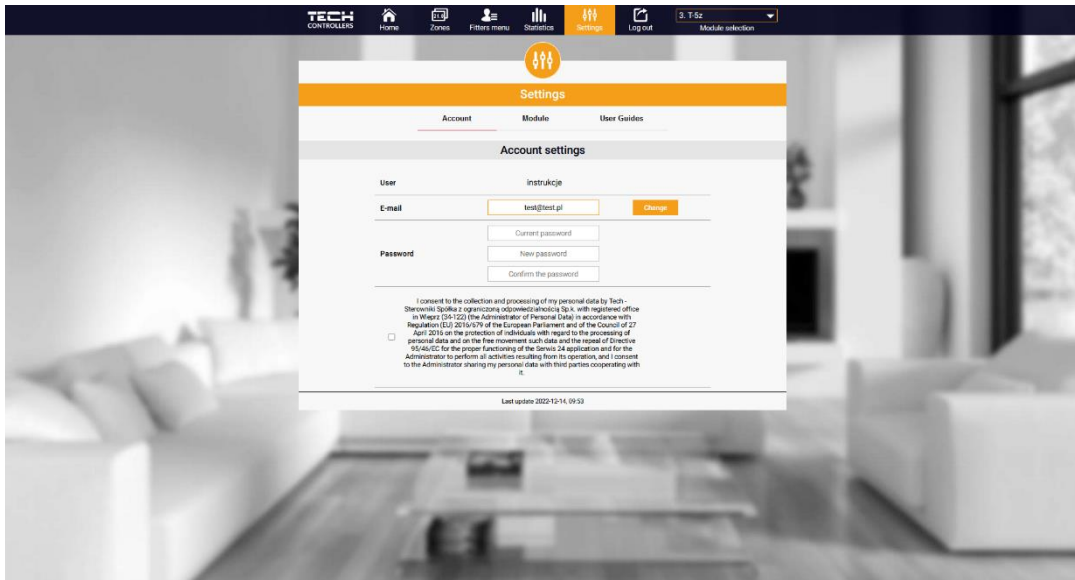 TECH
CONTROLLERS
Home
21.8
Zones
Fitters menu
Statistics
Settings
Log out
3. T-5z
Module selection
Settings
Account Module User Guides
Account settings
User instrukcje
E-mail test@test.pl Change
Password
Current password
New password
Confirm the password
I consent to the collection and processing of my personal data by Tech -
Sterowniki Spółka z ograniczoną odpowiedzialnością Sp.k. with registered office
in Wieprz (34-122) (the Administrator of Personal Data) in accordance with
Regulation (EU) 2016/679 of the European Parliament and of the Council of 27
April 2016 on the protection of individuals with regard to the processing of
personal data and on the free movement such data and the repeal of Directive
95/46/EC for the proper functioning of the Serwis 24 application and for the
Administrator to perform all activities resulting from its operation, and I consent
to the Administrator sharing my personal data with third parties cooperating with
it.
Last update 2022-12-14, 09:53